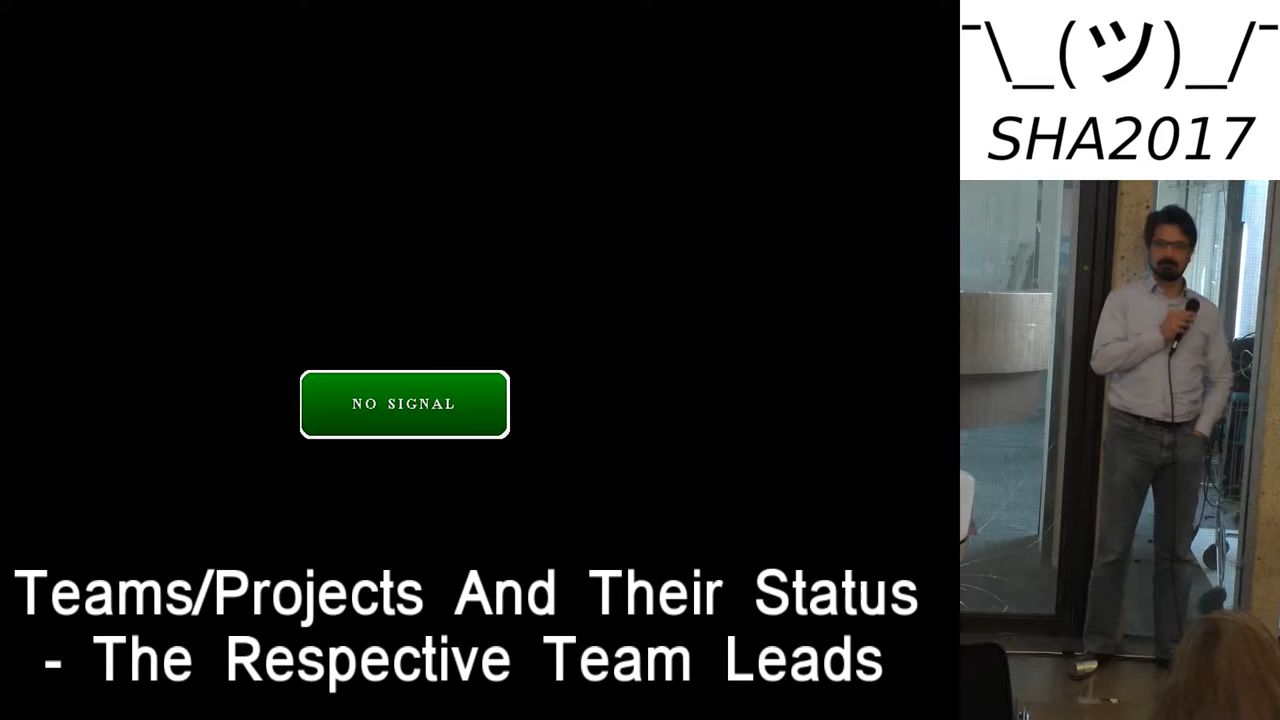 ¯\_(ツ)_/¯
SHA2017
NO SIGNAL
Teams/Projects And Their Status
- The Respective Team Leads